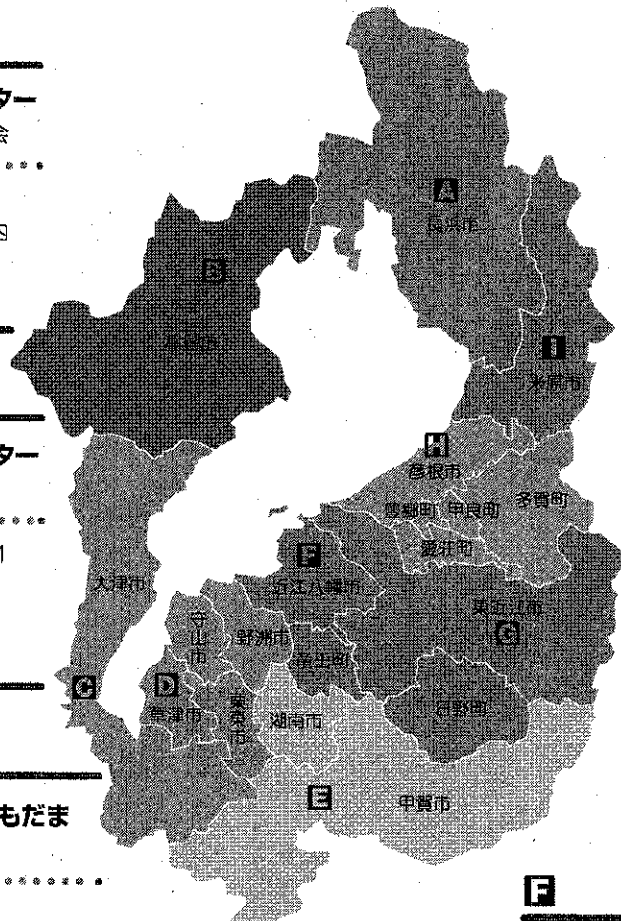 ター
会
内
ター
もだま
A
長浜市
B
I
米原市
H
彦根市
多賀町
豊郷町
甲良町
愛荘町
F
近江八幡市
東近江市
G
大津市
守山市
野洲市
竜王町
日野町
C
D
草津市
栗東市
湖南市
E
甲賀市
F